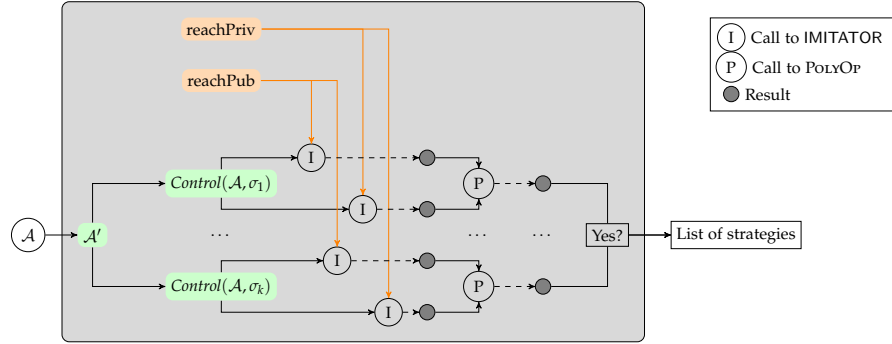 reachPriv
reachPub
I Call to IMITATOR
P Call to POLYOP
Result
I
Control(𝒜, σ₁)
P
I
𝒜
𝒜′
... ... ...
Yes?
List of strategies
I
Control(𝒜, σₖ)
P
I